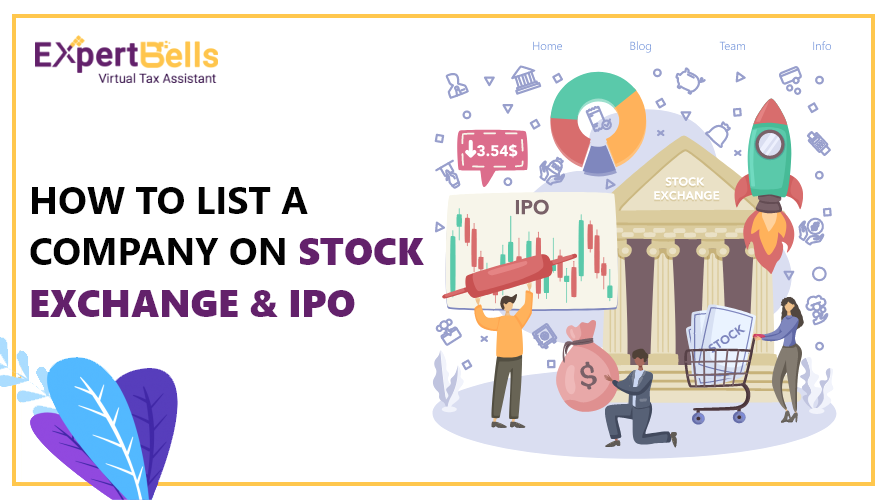 EXpertBells
Virtual Tax Assistant
Home Blog Team Info
HOW TO LIST A
COMPANY ON STOCK
EXCHANGE & IPO
3.54$
IPO
STOCK
EXCHANGE
$
STOCK